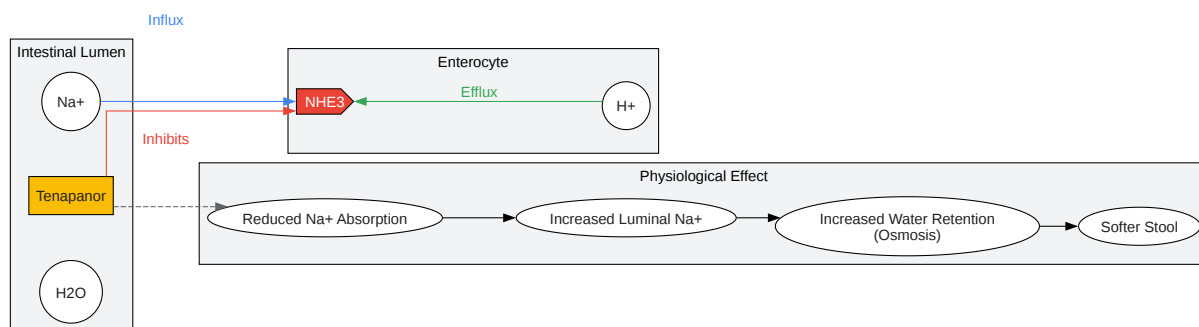 Influx
Intestinal Lumen
Enterocyte
Na+
NHE3
Efflux
H+
Inhibits
Physiological Effect
Tenapanor
Reduced Na+ Absorption
Increased Luminal Na+
Increased Water Retention
(Osmosis)
Softer Stool
H2O